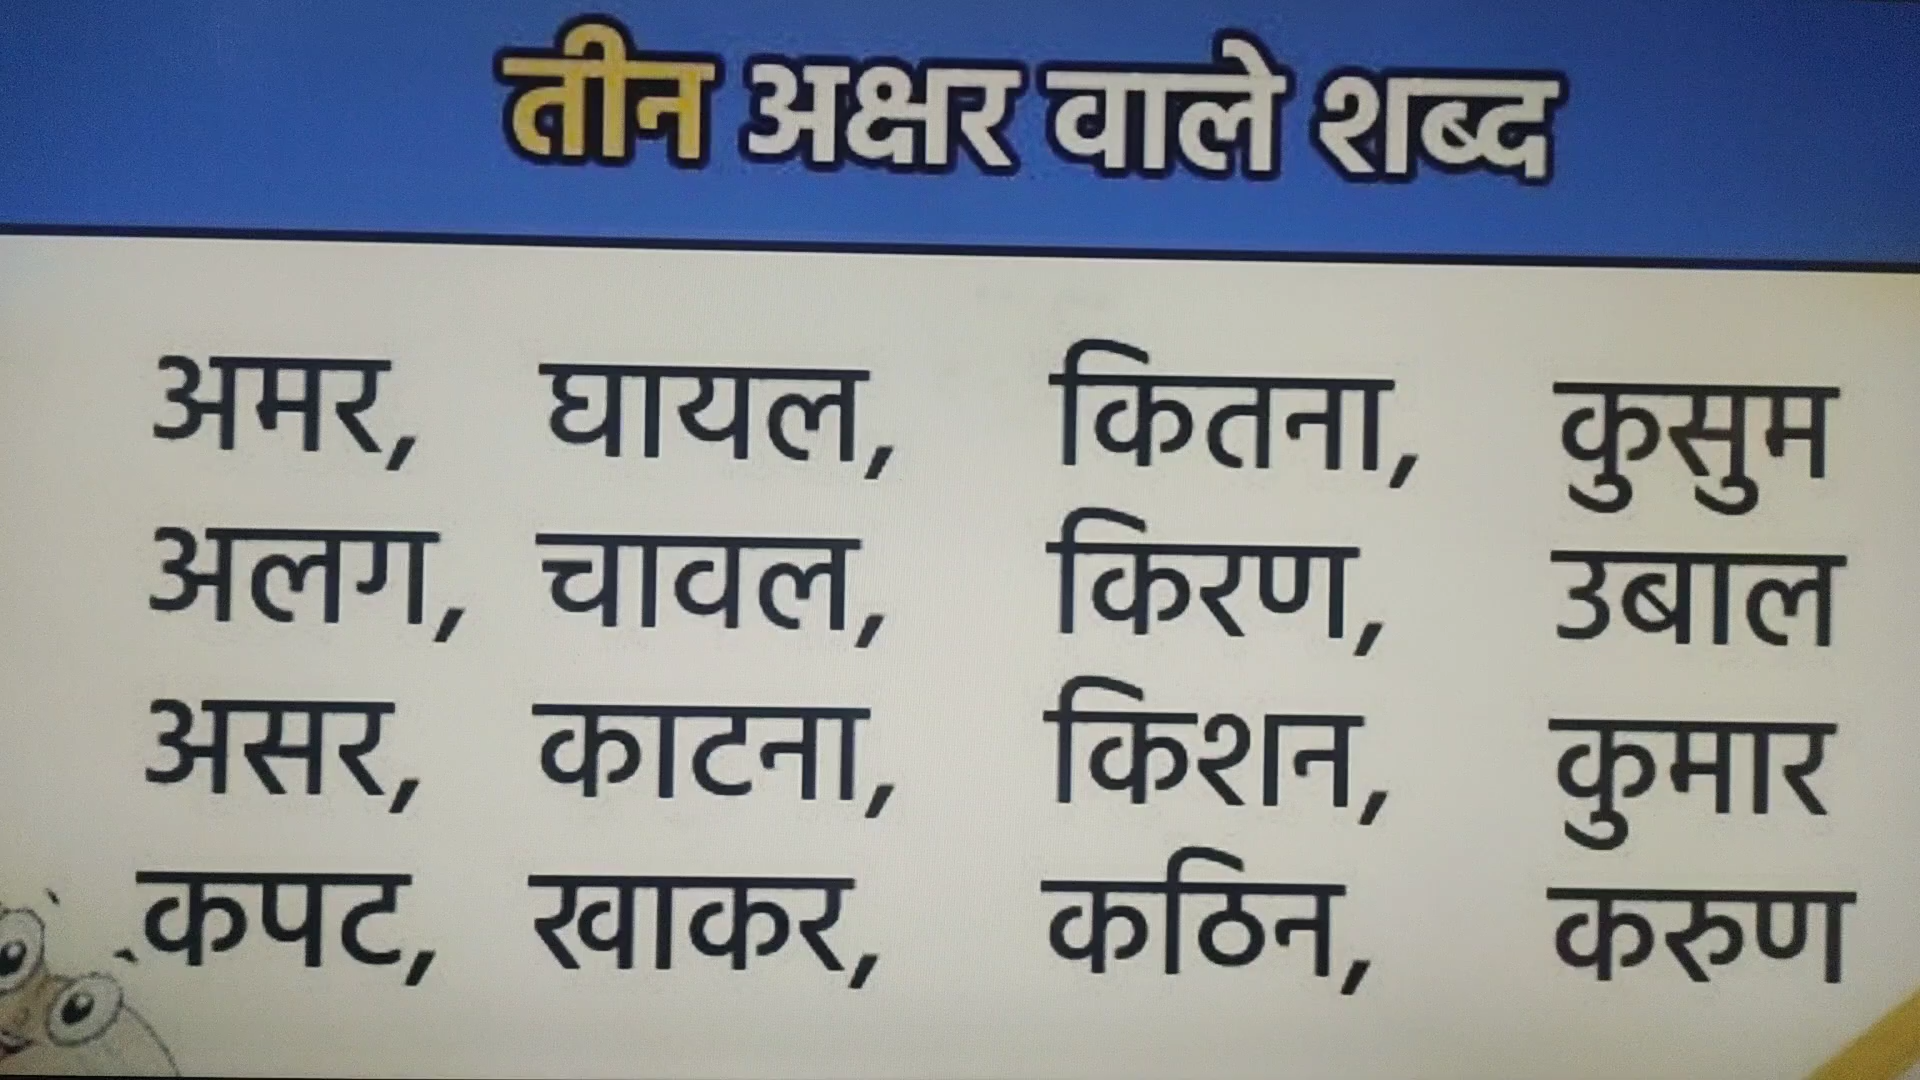 तीन अक्षर वाले शब्द
अमर, घायल, कितना, कुसुम
अलग, चावल, किरण, उबाल
असर, काटना, किशन, कुमार
कपट, खाकर, कठिन, करुण